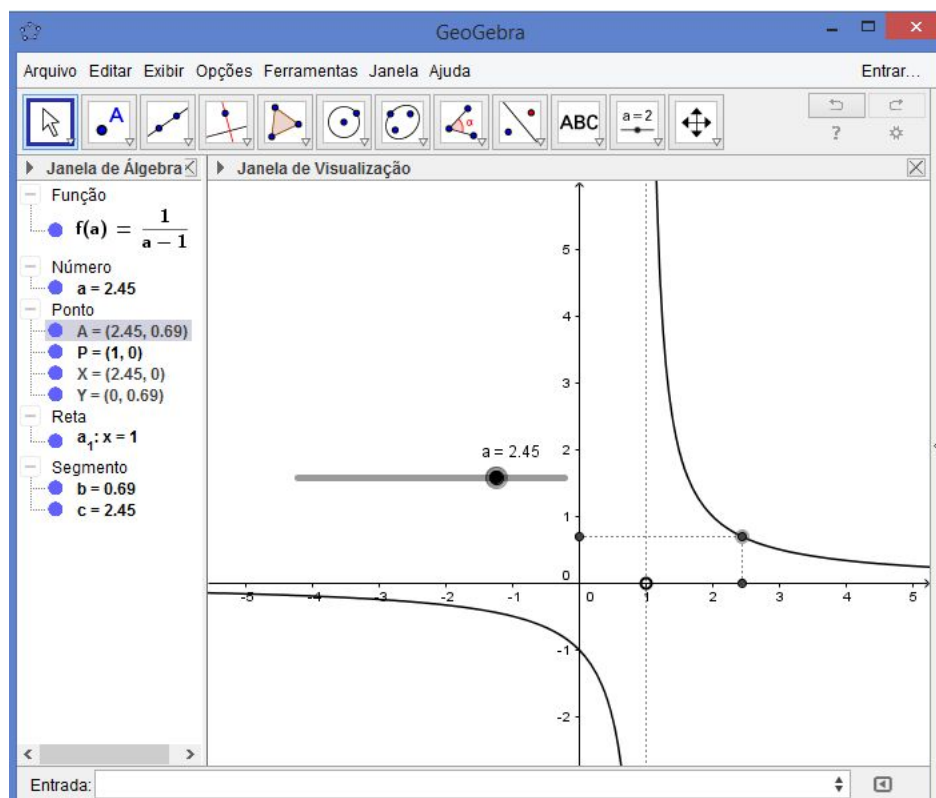 GeoGebra
Arquivo Editar Exibir Opções Ferramentas Janela Ajuda Entrar...
A α ABC a=2 ?
Janela de Álgebra Janela de Visualização
Função
f(a) = 1 / (a − 1)
Número
a = 2.45
Ponto
A = (2.45, 0.69)
P = (1, 0)
X = (2.45, 0)
Y = (0, 0.69)
Reta
a₁: x = 1
Segmento
b = 0.69
c = 2.45
5
4
3
a = 2.45
2
1
0
-5 -4 -3 -2 -1 0 1 2 3 4 5
-1
-2
Entrada: